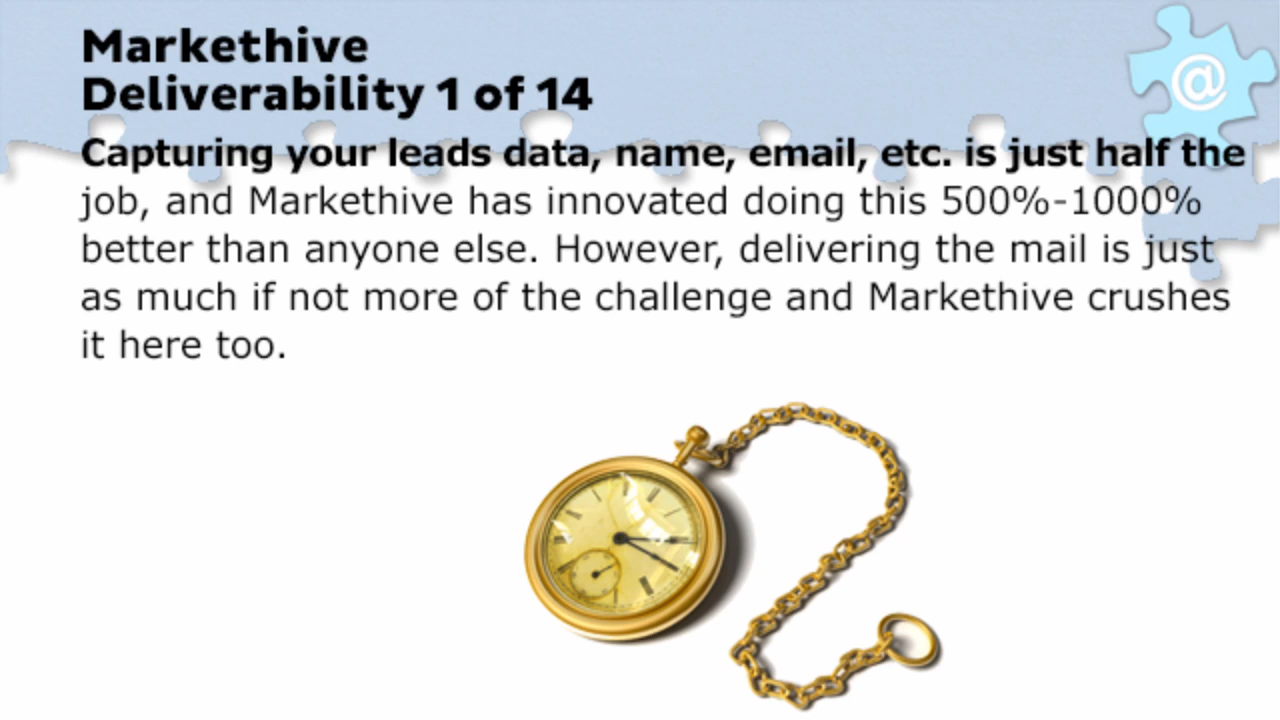 Markethive
Deliverability 1 of 14
@
Capturing your leads data, name, email, etc. is just half the
job, and Markethive has innovated doing this 500%-1000%
better than anyone else. However, delivering the mail is just
as much if not more of the challenge and Markethive crushes
it here too.